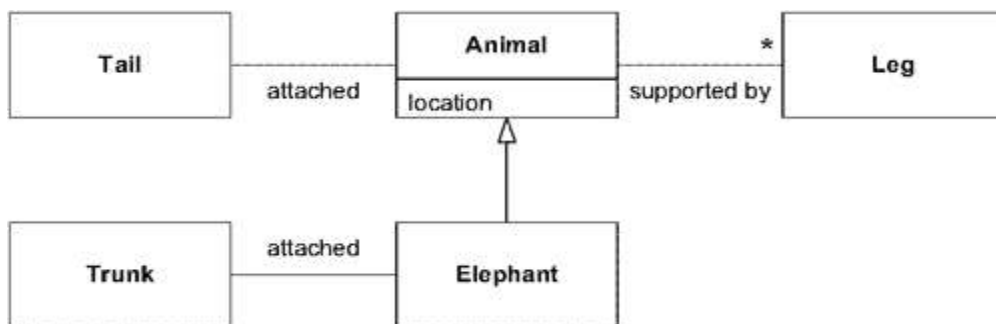 Tail
attached
Animal
location
*
supported by
Leg
Trunk
attached
Elephant